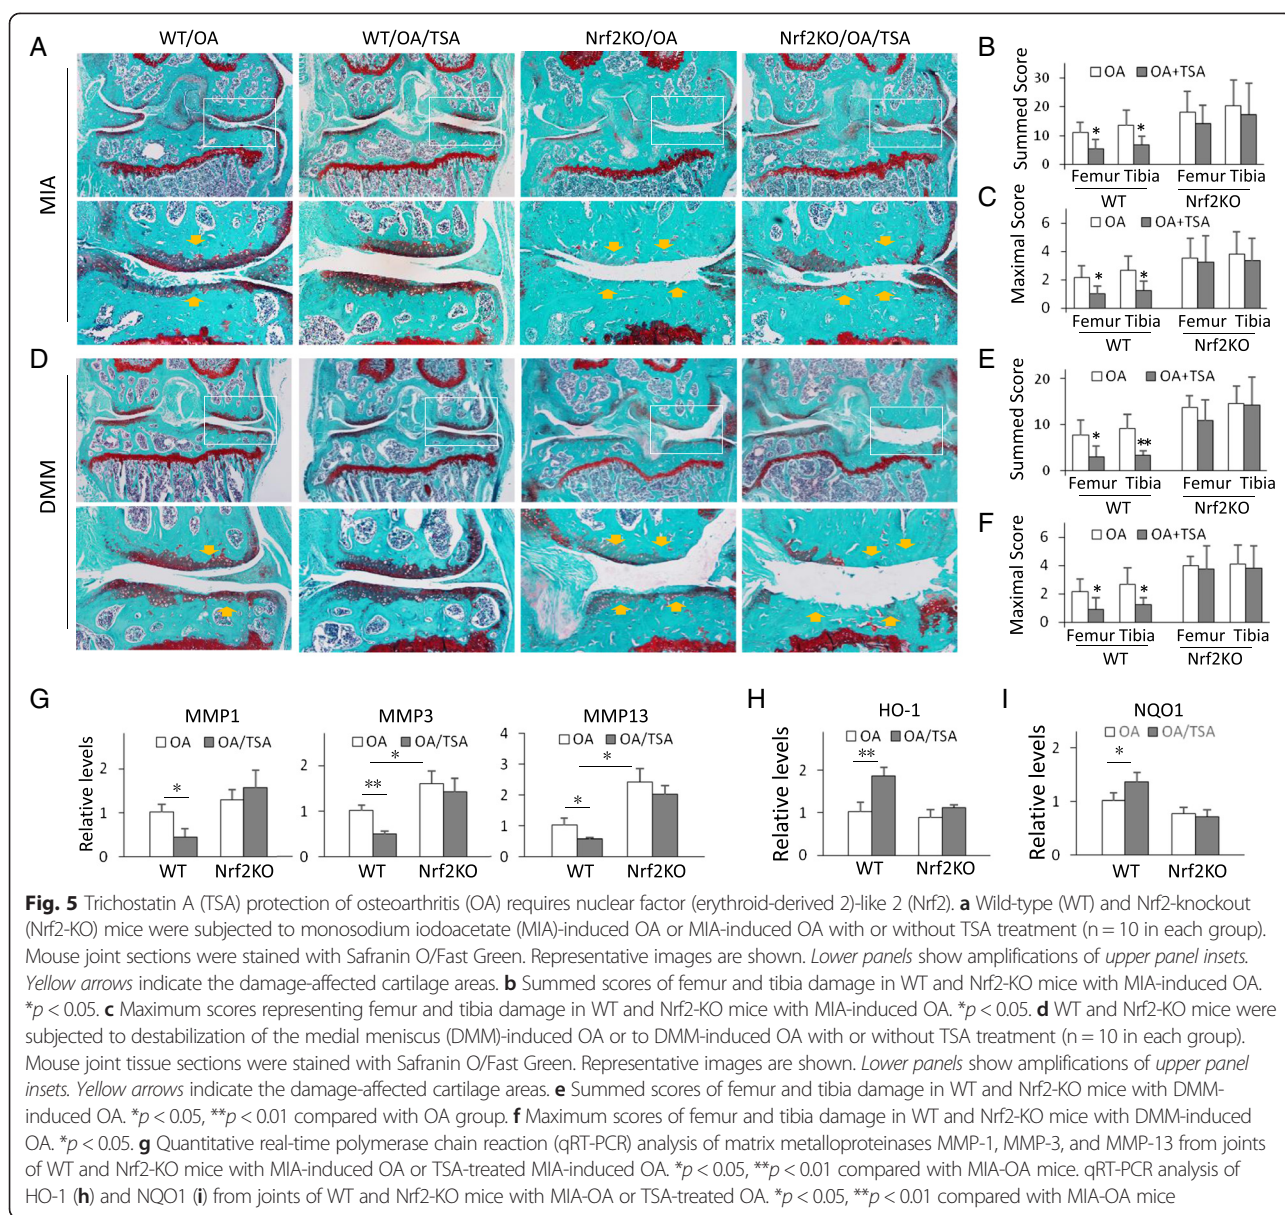 WT/OA WT/OA/TSA Nrf2KO/OA Nrf2KO/OA/TSA
A
MIA
D
DMM
B
Summed Score
OA OA+TSA
30
20
10
0
* *
Femur Tibia Femur Tibia
WT Nrf2KO
C
Maximal Score
OA OA+TSA
6
4
2
0
* *
Femur Tibia Femur Tibia
WT Nrf2KO
E
Summed Score
OA OA+TSA
20
10
0
* **
Femur Tibia Femur Tibia
WT Nrf2KO
F
Maximal Score
OA OA+TSA
6
4
2
0
* *
Femur Tibia Femur Tibia
WT Nrf2KO
G
Relative levels
MMP1
OA OA/TSA
2
1
0
*
WT Nrf2KO
MMP3
OA OA/TSA
2
1
0
*
**
WT Nrf2KO
MMP13
OA OA/TSA
4
3
2
1
0
*
*
WT Nrf2KO
H
HO-1
Relative levels
OA OA/TSA
2
1
0
**
WT Nrf2KO
I
NQO1
Relative levels
OA OA/TSA
2
1
0
*
WT Nrf2KO
Fig. 5 Trichostatin A (TSA) protection of osteoarthritis (OA) requires nuclear factor (erythroid-derived 2)-like 2 (Nrf2). a Wild-type (WT) and Nrf2-knockout
(Nrf2-KO) mice were subjected to monosodium iodoacetate (MIA)-induced OA or MIA-induced OA with or without TSA treatment (n = 10 in each group).
Mouse joint sections were stained with Safranin O/Fast Green. Representative images are shown. Lower panels show amplifications of upper panel insets.
Yellow arrows indicate the damage-affected cartilage areas. b Summed scores of femur and tibia damage in WT and Nrf2-KO mice with MIA-induced OA.
*p < 0.05. c Maximum scores representing femur and tibia damage in WT and Nrf2-KO mice with MIA-induced OA. *p < 0.05. d WT and Nrf2-KO mice were
subjected to destabilization of the medial meniscus (DMM)-induced OA or to DMM-induced OA with or without TSA treatment (n = 10 in each group).
Mouse joint tissue sections were stained with Safranin O/Fast Green. Representative images are shown. Lower panels show amplifications of upper panel
insets. Yellow arrows indicate the damage-affected cartilage areas. e Summed scores of femur and tibia damage in WT and Nrf2-KO mice with DMM-
induced OA. *p < 0.05, **p < 0.01 compared with OA group. f Maximum scores of femur and tibia damage in WT and Nrf2-KO mice with DMM-induced
OA. *p < 0.05. g Quantitative real-time polymerase chain reaction (qRT-PCR) analysis of matrix metalloproteinases MMP-1, MMP-3, and MMP-13 from joints
of WT and Nrf2-KO mice with MIA-induced OA or TSA-treated MIA-induced OA. *p < 0.05, **p < 0.01 compared with MIA-OA mice. qRT-PCR analysis of
HO-1 (h) and NQO1 (i) from joints of WT and Nrf2-KO mice with MIA-OA or TSA-treated OA. *p < 0.05, **p < 0.01 compared with MIA-OA mice